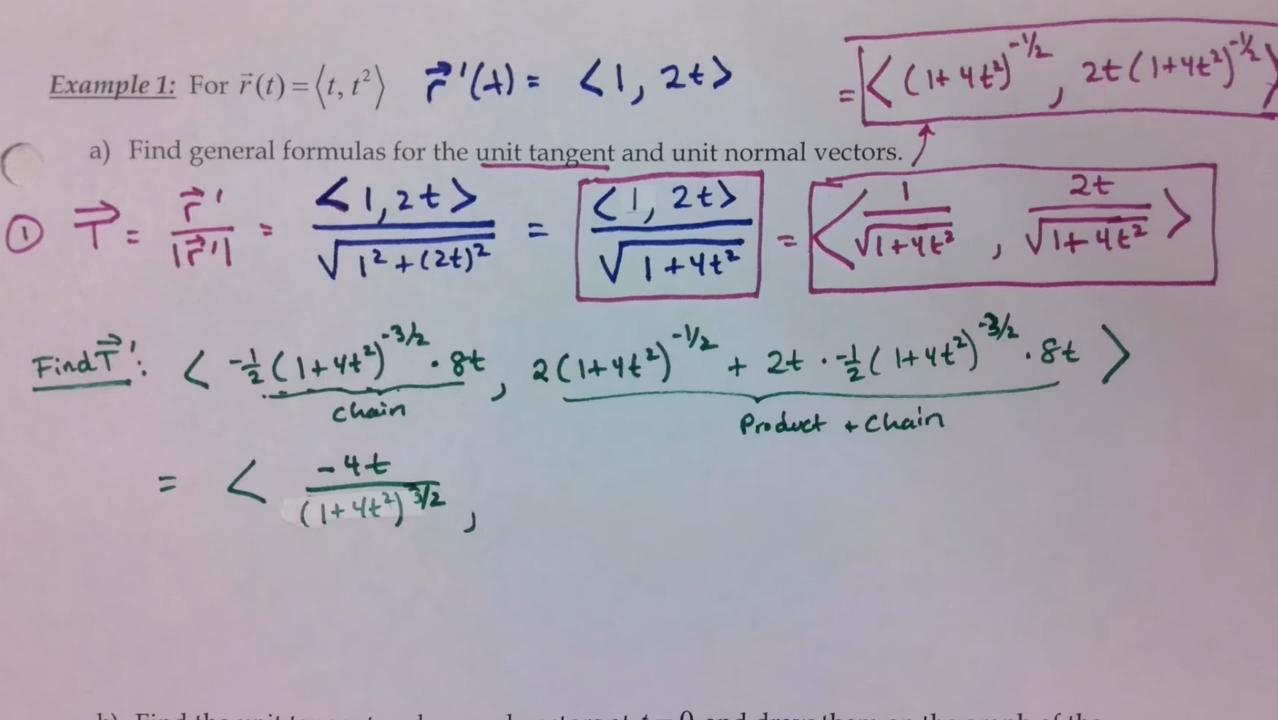 Example 1: For r⃗(t) = ⟨t, t²⟩ r⃗'(t) = <1, 2t> = <(1+4t²)^-1/2, 2t(1+4t²)^-1/2>
a) Find general formulas for the unit tangent and unit normal vectors.
① T⃗ = r⃗'/|r⃗'| = <1,2t>/√(1²+(2t)²) = <1, 2t>/√(1+4t²) = <1/√(1+4t²), 2t/√(1+4t²)>
Find T⃗': <-1/2(1+4t²)^-3/2 · 8t, 2(1+4t²)^-1/2 + 2t · -1/2(1+4t²)^-3/2 · 8t>
chain Product + Chain
= < -4t/(1+4t²)^3/2,